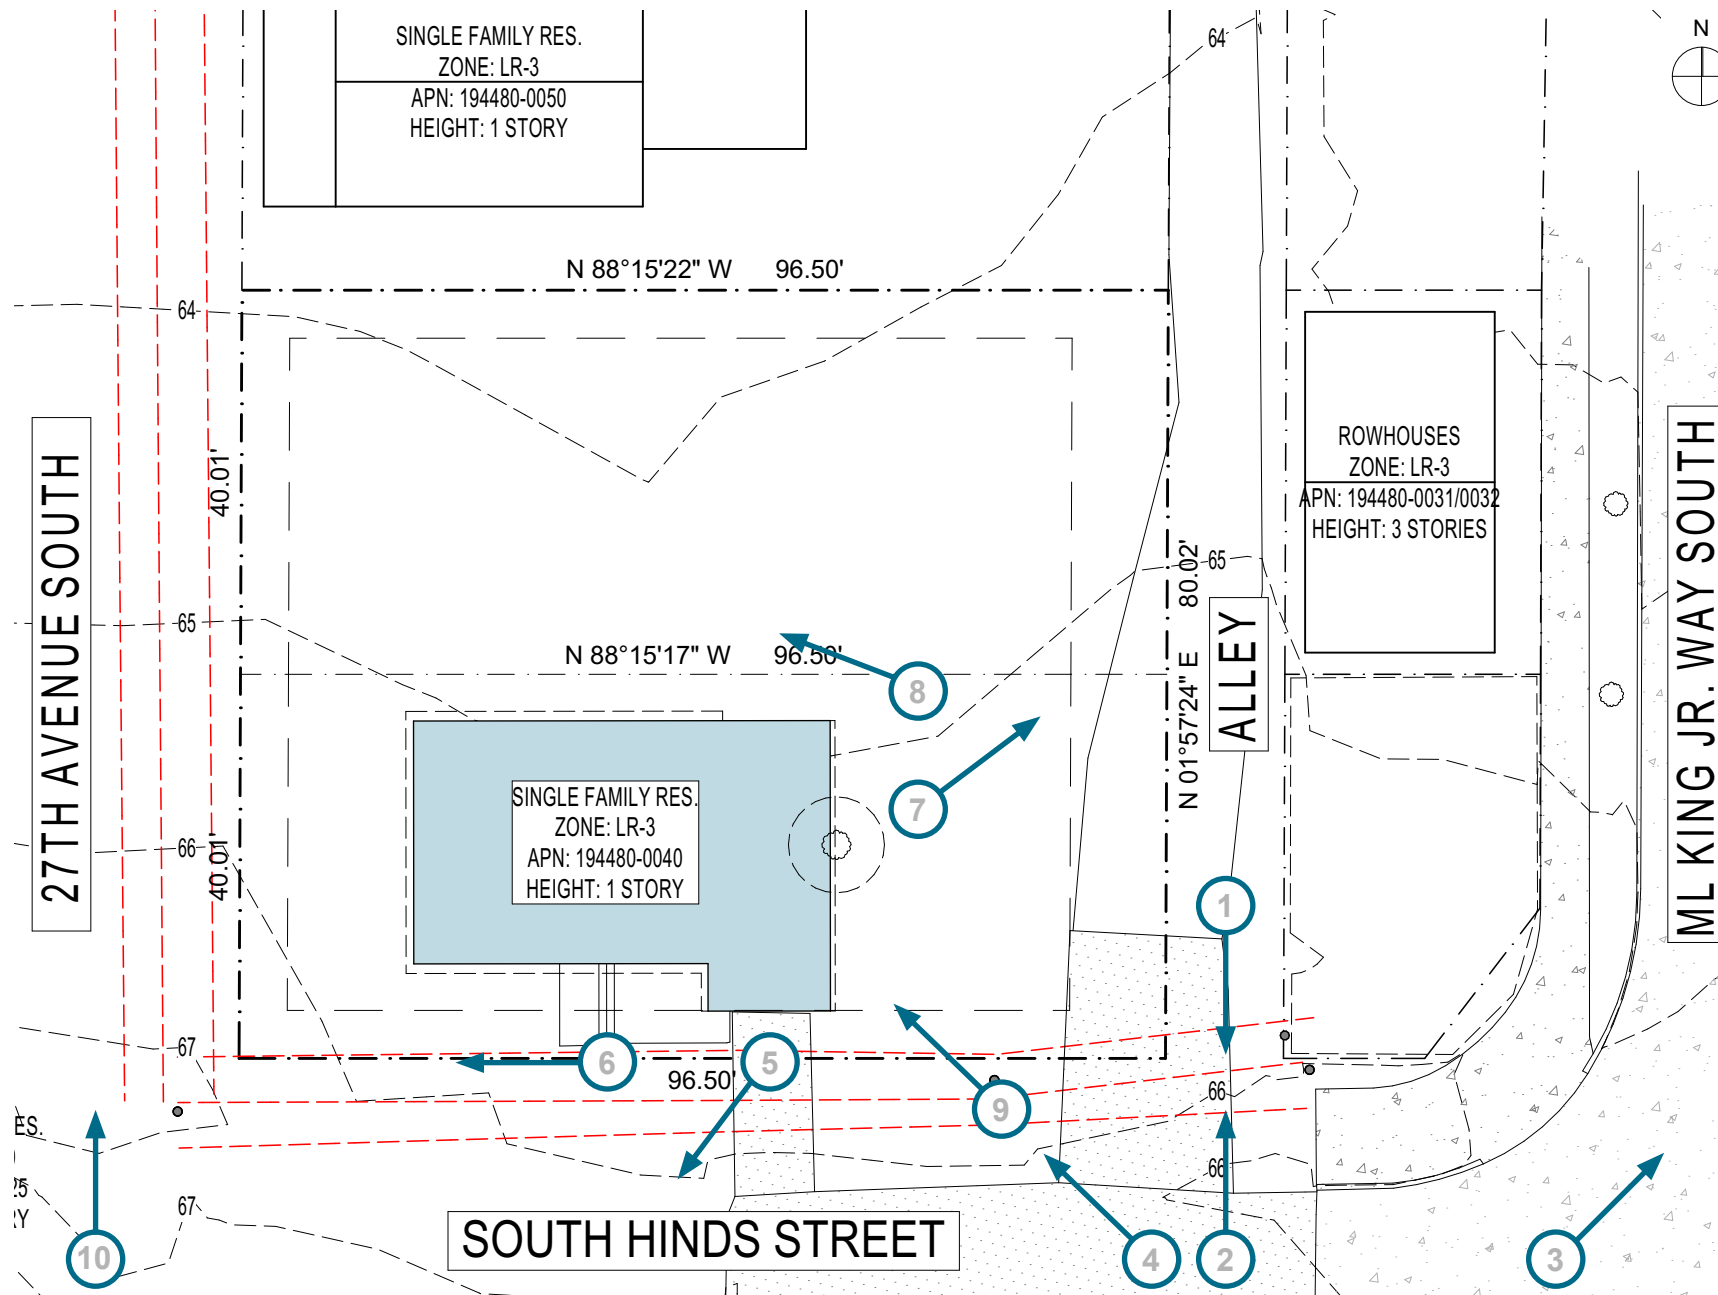 SINGLE FAMILY RES.
ZONE: LR-3
APN: 194480-0050
HEIGHT: 1 STORY
64
N
N 88°15'22" W 96.50'
64
40.01'
27TH AVENUE SOUTH
ROWHOUSES
ZONE: LR-3
APN: 194480-0031/0032
HEIGHT: 3 STORIES
ML KING JR. WAY SOUTH
65
80.02'
N 01°57'24" E
ALLEY
65
N 88°15'17" W 96.50'
8
7
SINGLE FAMILY RES.
ZONE: LR-3
APN: 194480-0040
HEIGHT: 1 STORY
66
40.01'
1
67
6
5
96.50'
9
66
ES.
66
25
RY
67
SOUTH HINDS STREET
10
4
2
3